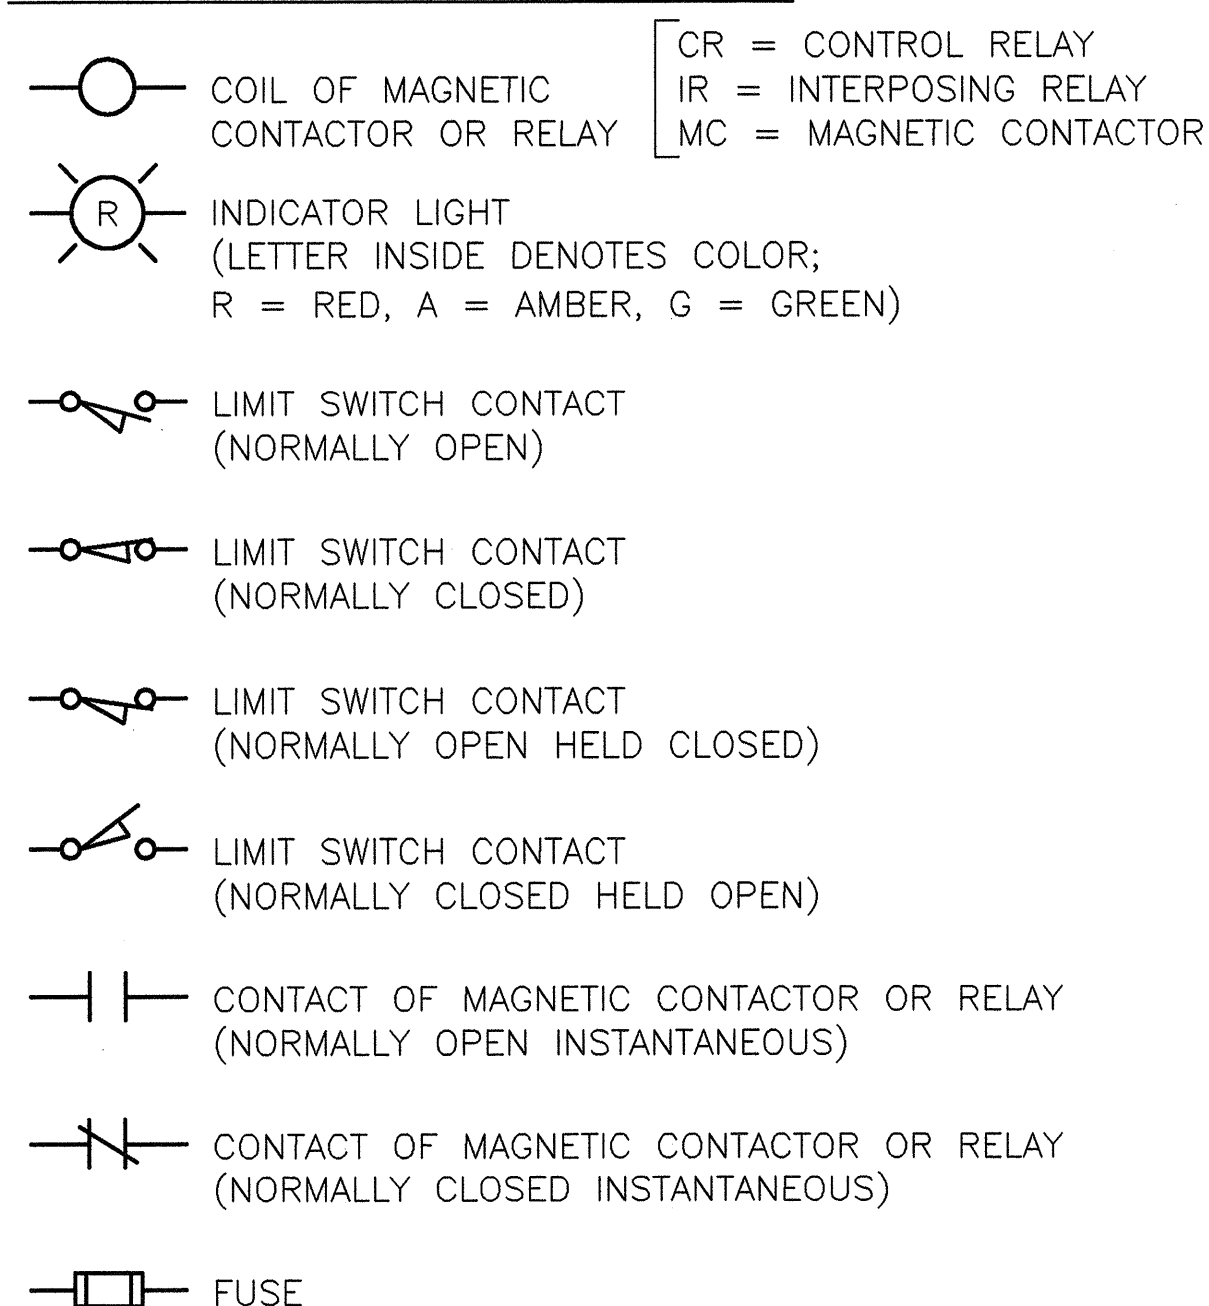 COIL OF MAGNETIC
CONTACTOR OR RELAY
CR = CONTROL RELAY
IR = INTERPOSING RELAY
MC = MAGNETIC CONTACTOR
R
INDICATOR LIGHT
(LETTER INSIDE DENOTES COLOR;
R = RED, A = AMBER, G = GREEN)
LIMIT SWITCH CONTACT
(NORMALLY OPEN)
LIMIT SWITCH CONTACT
(NORMALLY CLOSED)
LIMIT SWITCH CONTACT
(NORMALLY OPEN HELD CLOSED)
LIMIT SWITCH CONTACT
(NORMALLY CLOSED HELD OPEN)
CONTACT OF MAGNETIC CONTACTOR OR RELAY
(NORMALLY OPEN INSTANTANEOUS)
CONTACT OF MAGNETIC CONTACTOR OR RELAY
(NORMALLY CLOSED INSTANTANEOUS)
FUSE